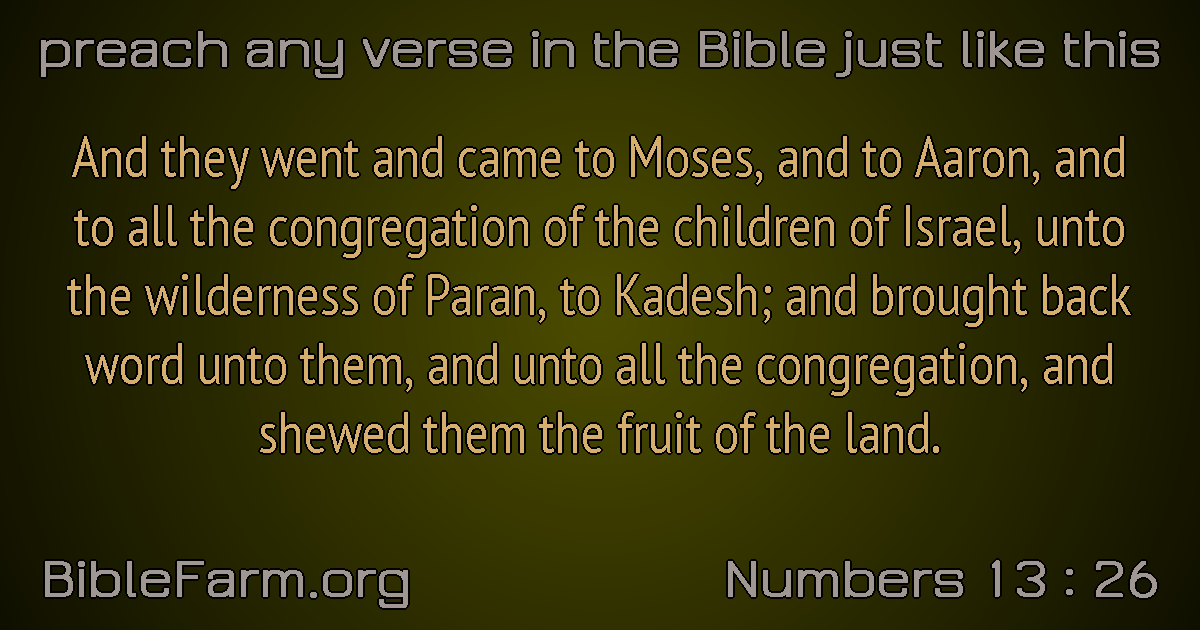 preach any verse in the Bible just like this
And they went and came to Moses, and to Aaron, and
to all the congregation of the children of Israel, unto
the wilderness of Paran, to Kadesh; and brought back
word unto them, and unto all the congregation, and
shewed them the fruit of the land.
BibleFarm.org
Numbers 13 : 26